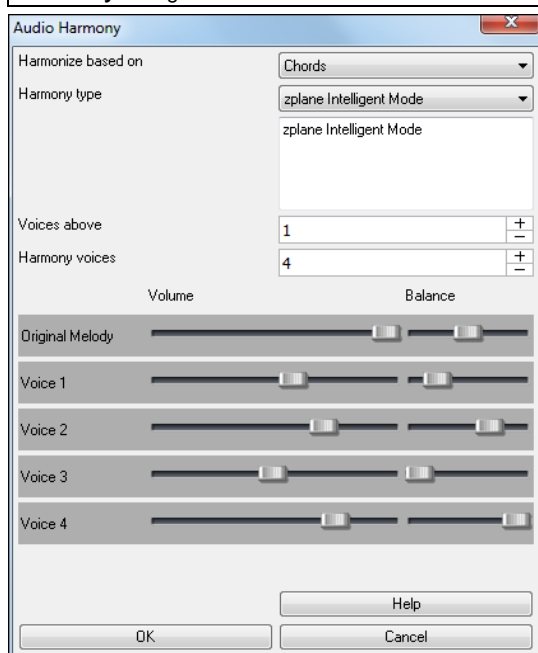 Audio Harmony
Harmonize based on
Chords
Harmony type
zplane Intelligent Mode
zplane Intelligent Mode
Voices above
1
Harmony voices
4
Volume Balance
Original Melody
Voice 1
Voice 2
Voice 3
Voice 4
Help
OK Cancel